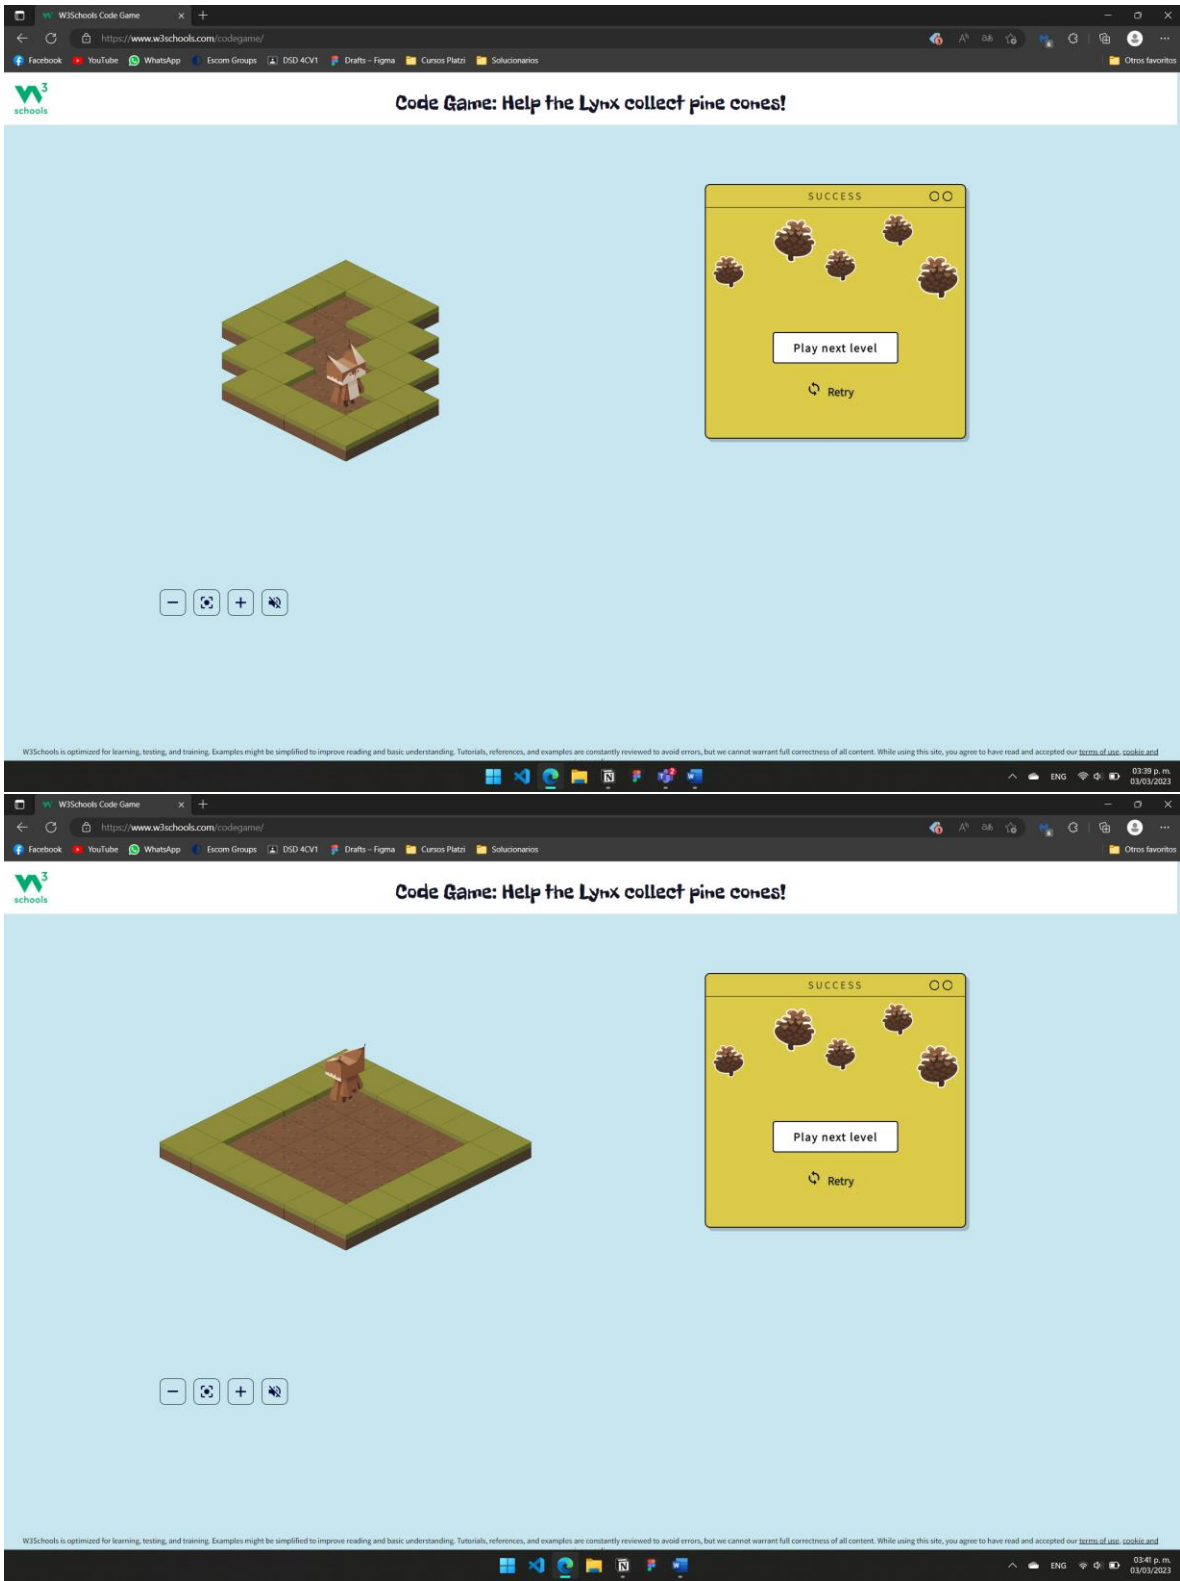 W3Schools Code Game
https://www.w3schools.com/codegame/
Facebook YouTube WhatsApp Escom Groups DSD 4CV1 Drafts – Figma Cursos Platzi Solucionarios Otros favoritos
W3 schools
Code Game: Help the Lynx collect pine cones!
SUCCESS
Play next level
Retry
W3Schools is optimized for learning, testing, and training. Examples might be simplified to improve reading and basic understanding. Tutorials, references, and examples are constantly reviewed to avoid errors, but we cannot warrant full correctness of all content. While using this site, you agree to have read and accepted our terms of use, cookie and
ENG
03:39 p. m.
03/03/2023
W3Schools Code Game
https://www.w3schools.com/codegame/
Facebook YouTube WhatsApp Escom Groups DSD 4CV1 Drafts – Figma Cursos Platzi Solucionarios Otros favoritos
W3 schools
Code Game: Help the Lynx collect pine cones!
SUCCESS
Play next level
Retry
W3Schools is optimized for learning, testing, and training. Examples might be simplified to improve reading and basic understanding. Tutorials, references, and examples are constantly reviewed to avoid errors, but we cannot warrant full correctness of all content. While using this site, you agree to have read and accepted our terms of use, cookie and
ENG
03:41 p. m.
03/03/2023